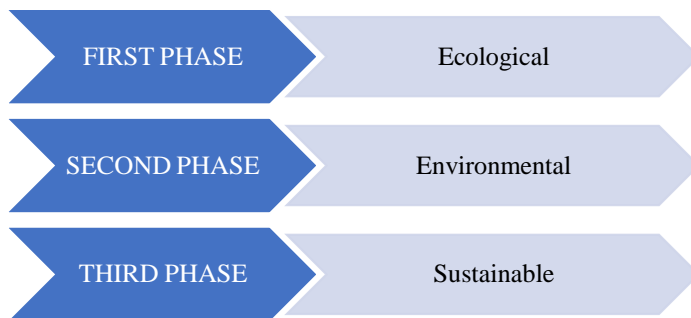 FIRST PHASE
Ecological
SECOND PHASE
Environmental
THIRD PHASE
Sustainable